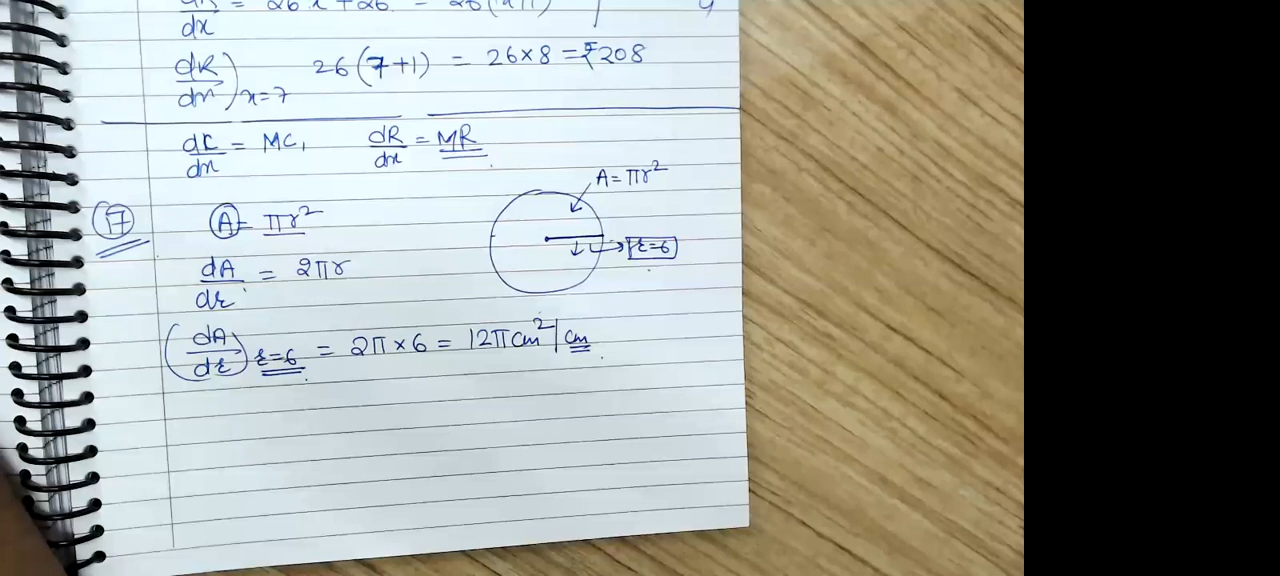 dx
dR/dx)x=7 26(7+1) = 26×8 = ₹208
dC/dx = MC, dR/dx = MR
A = πr²
17 A = πr²
r=6
dA/dr = 2πr
(dA/dr)r=6 = 2π×6 = 12π cm²/cm